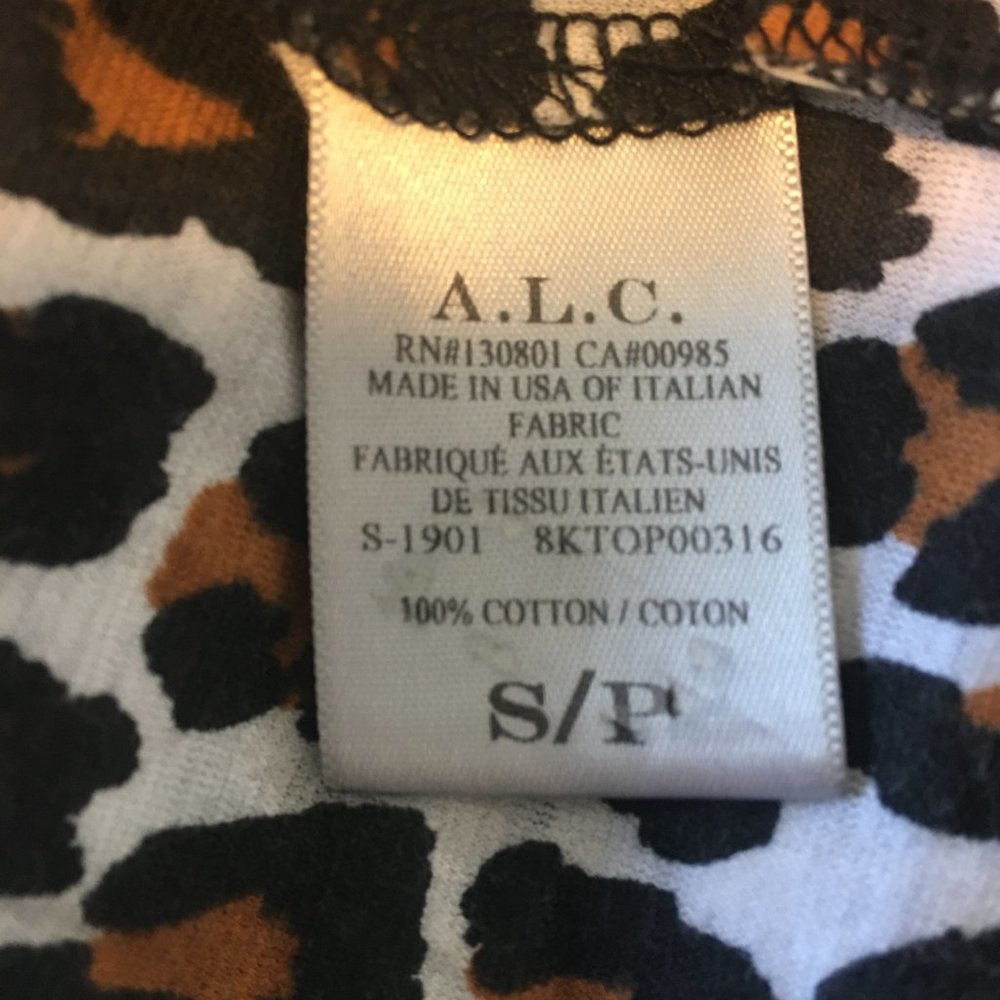 A.L.C.
RN#130801 CA#00985
MADE IN USA OF ITALIAN
FABRIC
FABRIQUÉ AUX ÉTATS-UNIS
DE TISSU ITALIEN
S-1901 8KTOP00316
100% COTTON / COTON
S/P